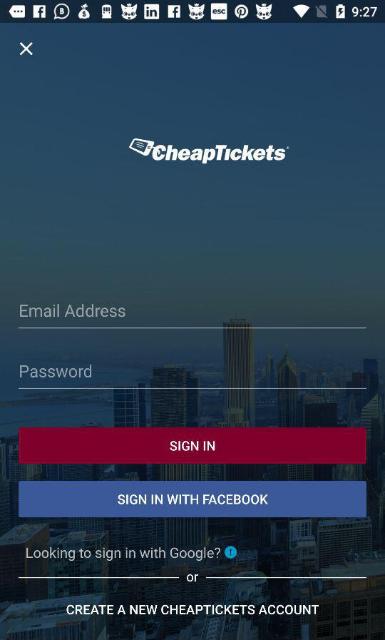 9:27
CheapTickets
Email Address
Password
SIGN IN
SIGN IN WITH FACEBOOK
Looking to sign in with Google?
or
CREATE A NEW CHEAPTICKETS ACCOUNT